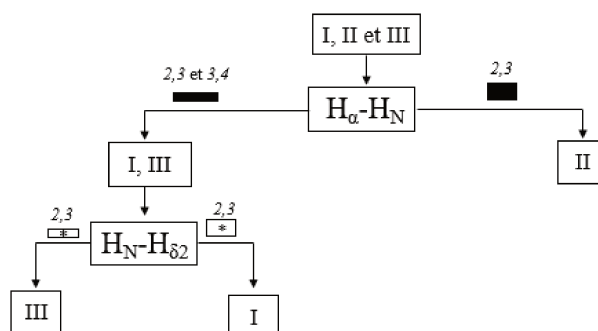 I, II et III
2,3 et 3,4
2,3
Hα-HN
I, III
II
2,3
2,3
*
*
HN-Hδ2
III
I